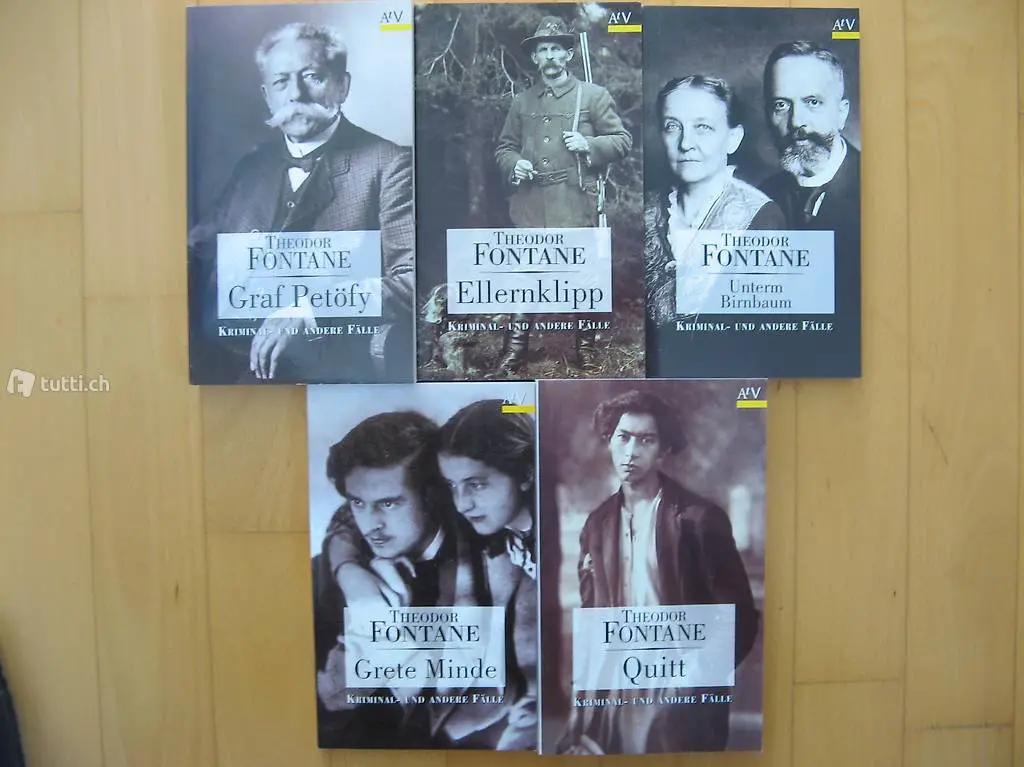 AtV
THEODOR
FONTANE
Graf Petöfy
KRIMINAL- UND ANDERE FÄLLE
AtV
THEODOR
FONTANE
Ellernklipp
KRIMINAL- UND ANDERE FÄLLE
AtV
THEODOR
FONTANE
Unterm
Birnbaum
KRIMINAL- UND ANDERE FÄLLE
tutti.ch
AtV
THEODOR
FONTANE
Grete Minde
KRIMINAL- UND ANDERE FÄLLE
AtV
THEODOR
FONTANE
Quitt
KRIMINAL- UND ANDERE FÄLLE